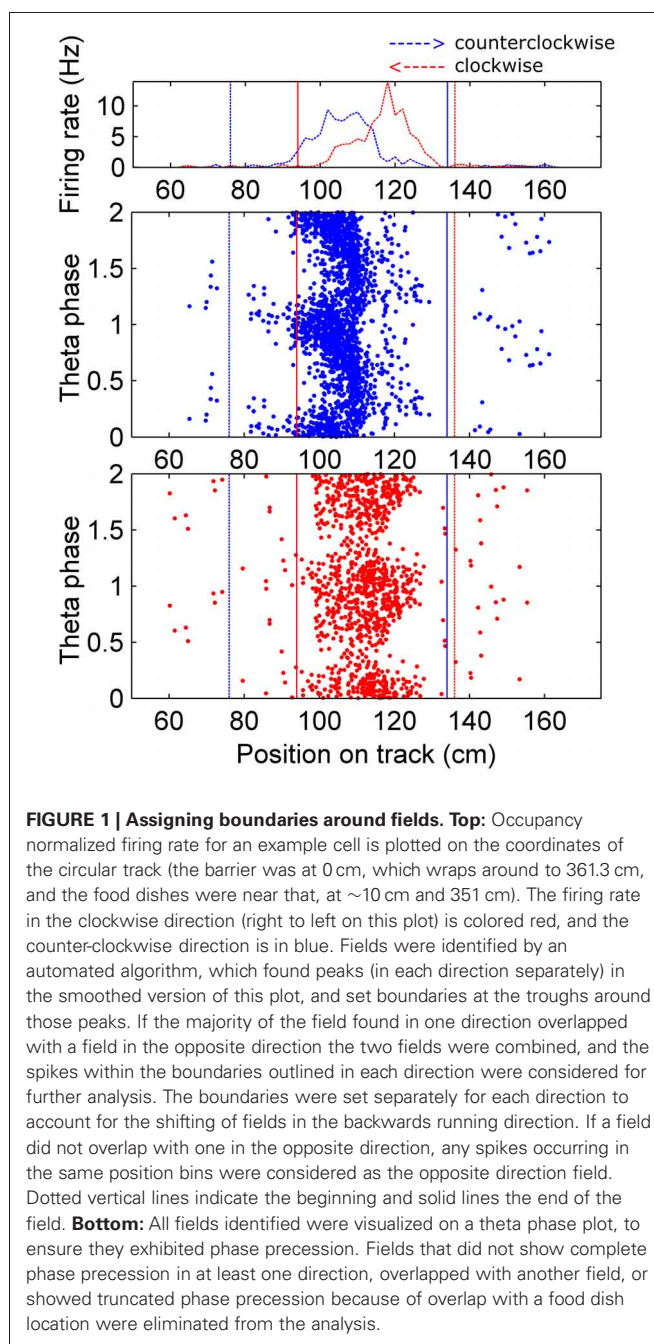 counterclockwise
clockwise
Firing rate (Hz)
10
5
0
60 80 100 120 140 160
Theta phase
2
1.5
1
0.5
0
60 80 100 120 140 160
Theta phase
2
1.5
1
0.5
0
60 80 100 120 140 160
Position on track (cm)
FIGURE 1 | Assigning boundaries around fields. Top: Occupancy
normalized firing rate for an example cell is plotted on the coordinates of
the circular track (the barrier was at 0 cm, which wraps around to 361.3 cm,
and the food dishes were near that, at ∼10 cm and 351 cm). The firing rate
in the clockwise direction (right to left on this plot) is colored red, and the
counter-clockwise direction is in blue. Fields were identified by an
automated algorithm, which found peaks (in each direction separately) in
the smoothed version of this plot, and set boundaries at the troughs around
those peaks. If the majority of the field found in one direction overlapped
with a field in the opposite direction the two fields were combined, and the
spikes within the boundaries outlined in each direction were considered for
further analysis. The boundaries were set separately for each direction to
account for the shifting of fields in the backwards running direction. If a field
did not overlap with one in the opposite direction, any spikes occurring in
the same position bins were considered as the opposite direction field.
Dotted vertical lines indicate the beginning and solid lines the end of the
field. Bottom: All fields identified were visualized on a theta phase plot, to
ensure they exhibited phase precession. Fields that did not show complete
phase precession in at least one direction, overlapped with another field, or
showed truncated phase precession because of overlap with a food dish
location were eliminated from the analysis.